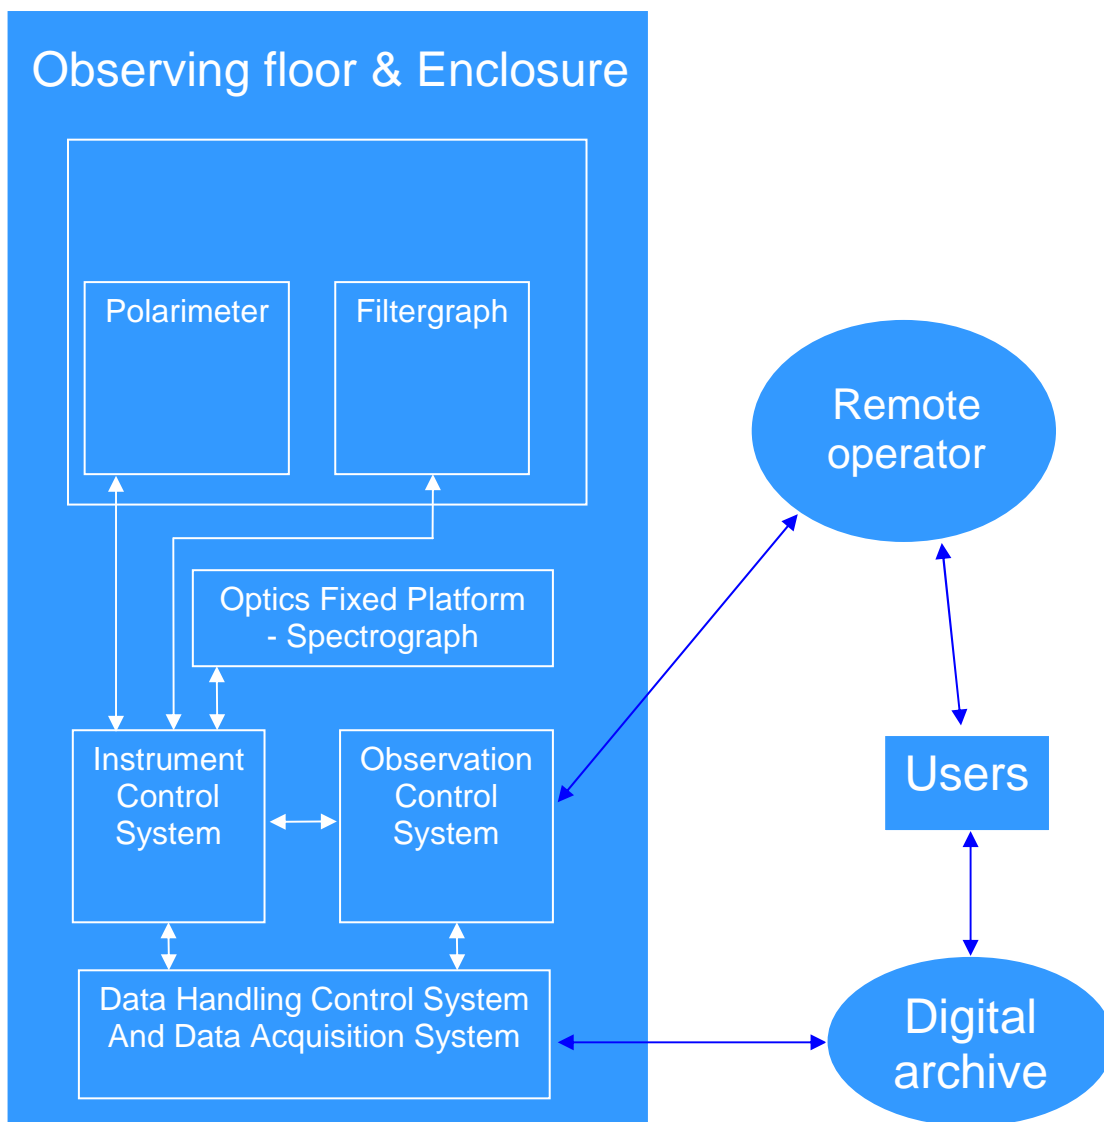 Observing floor & Enclosure
Polarimeter
Filtergraph
Remote
operator
Optics Fixed Platform
- Spectrograph
Instrument
Control
System
Observation
Control
System
Users
Data Handling Control System
And Data Acquisition System
Digital
archive